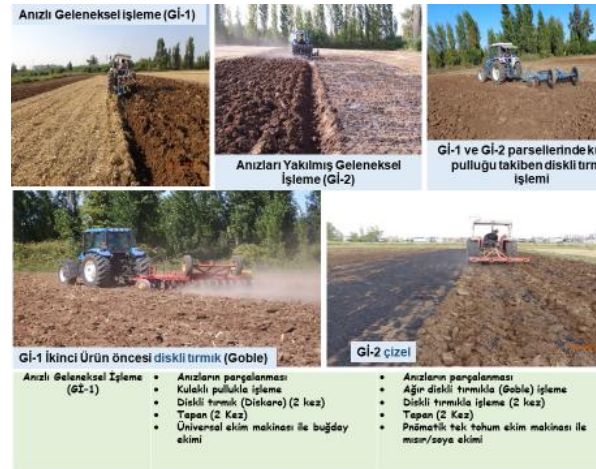 Anızlı Geleneksel işleme (Gİ-1)
Anızları Yakılmış Geleneksel
İşleme (Gİ-2)
Gİ-1 ve Gİ-2 parsellerinde
pulluğu takiben diskli
işlemi
Gİ-1 İkinci Ürün öncesi diskli tırmık (Goble)
Gİ-2 çizel
Anızlı Geleneksel İşleme
(Gİ-1)
• Anızların parçalanması
• Kulaklı pullukla işleme
• Diskli tırmık (Diskaro) (2 kez)
• Tapan (2 Kez)
• Üniversal ekim makinası ile buğday
ekimi
• Anızların parçalanması
• Ağır diskli tırmıkla (Goble) işleme
• Diskli tırmıkla işleme (2 kez)
• Tapan (2 Kez)
• Pnömatik tek tohum ekim makinası ile
mısır/soya ekimi